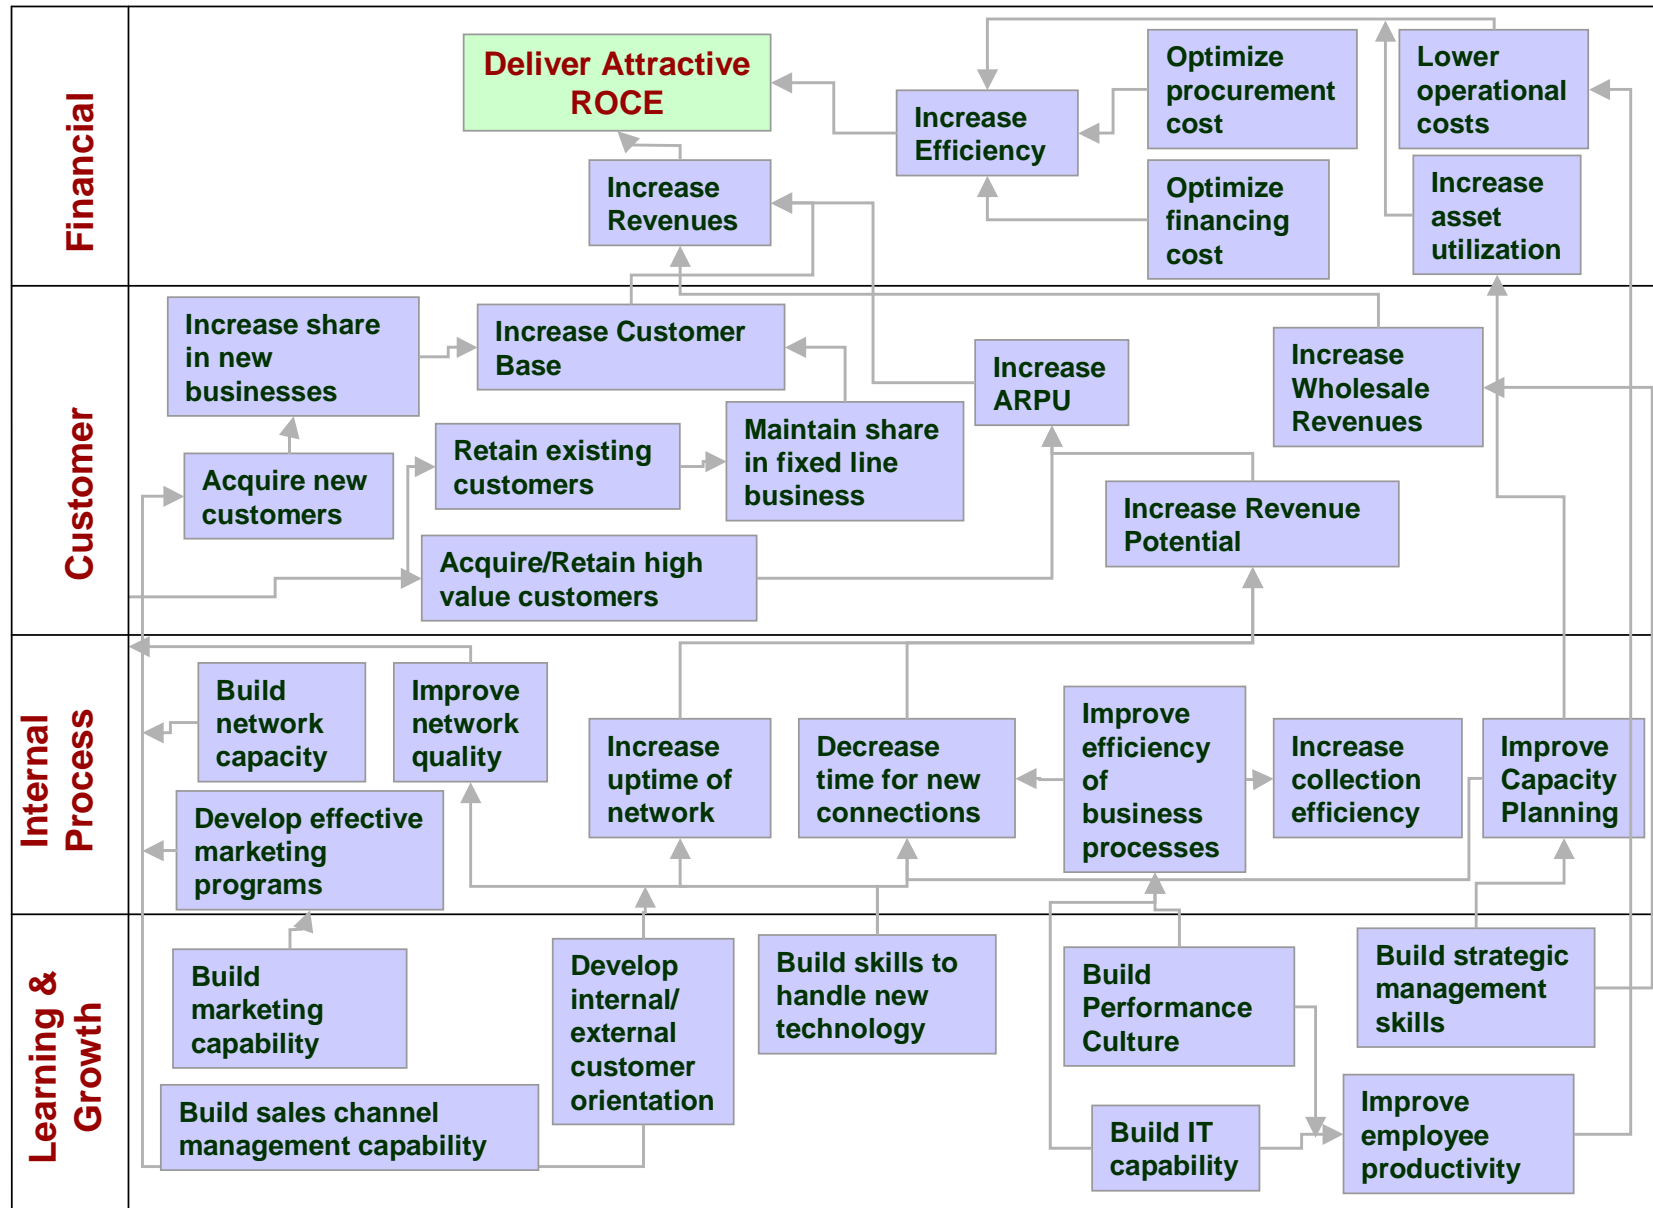 Financial
Deliver Attractive
ROCE
Increase
Efficiency
Optimize
procurement
cost
Lower
operational
costs
Increase
Revenues
Optimize
financing
cost
Increase
asset
utilization
Customer
Increase share
in new
businesses
Increase Customer
Base
Increase
ARPU
Increase
Wholesale
Revenues
Acquire new
customers
Retain existing
customers
Maintain share
in fixed line
business
Increase Revenue
Potential
Acquire/Retain high
value customers
Internal
Process
Build
network
capacity
Improve
network
quality
Increase
uptime of
network
Decrease
time for new
connections
Improve
efficiency
of
business
processes
Increase
collection
efficiency
Improve
Capacity
Planning
Develop effective
marketing
programs
Learning &
Growth
Build
marketing
capability
Develop
internal/
external
customer
orientation
Build skills to
handle new
technology
Build
Performance
Culture
Build strategic
management
skills
Build sales channel
management capability
Build IT
capability
Improve
employee
productivity